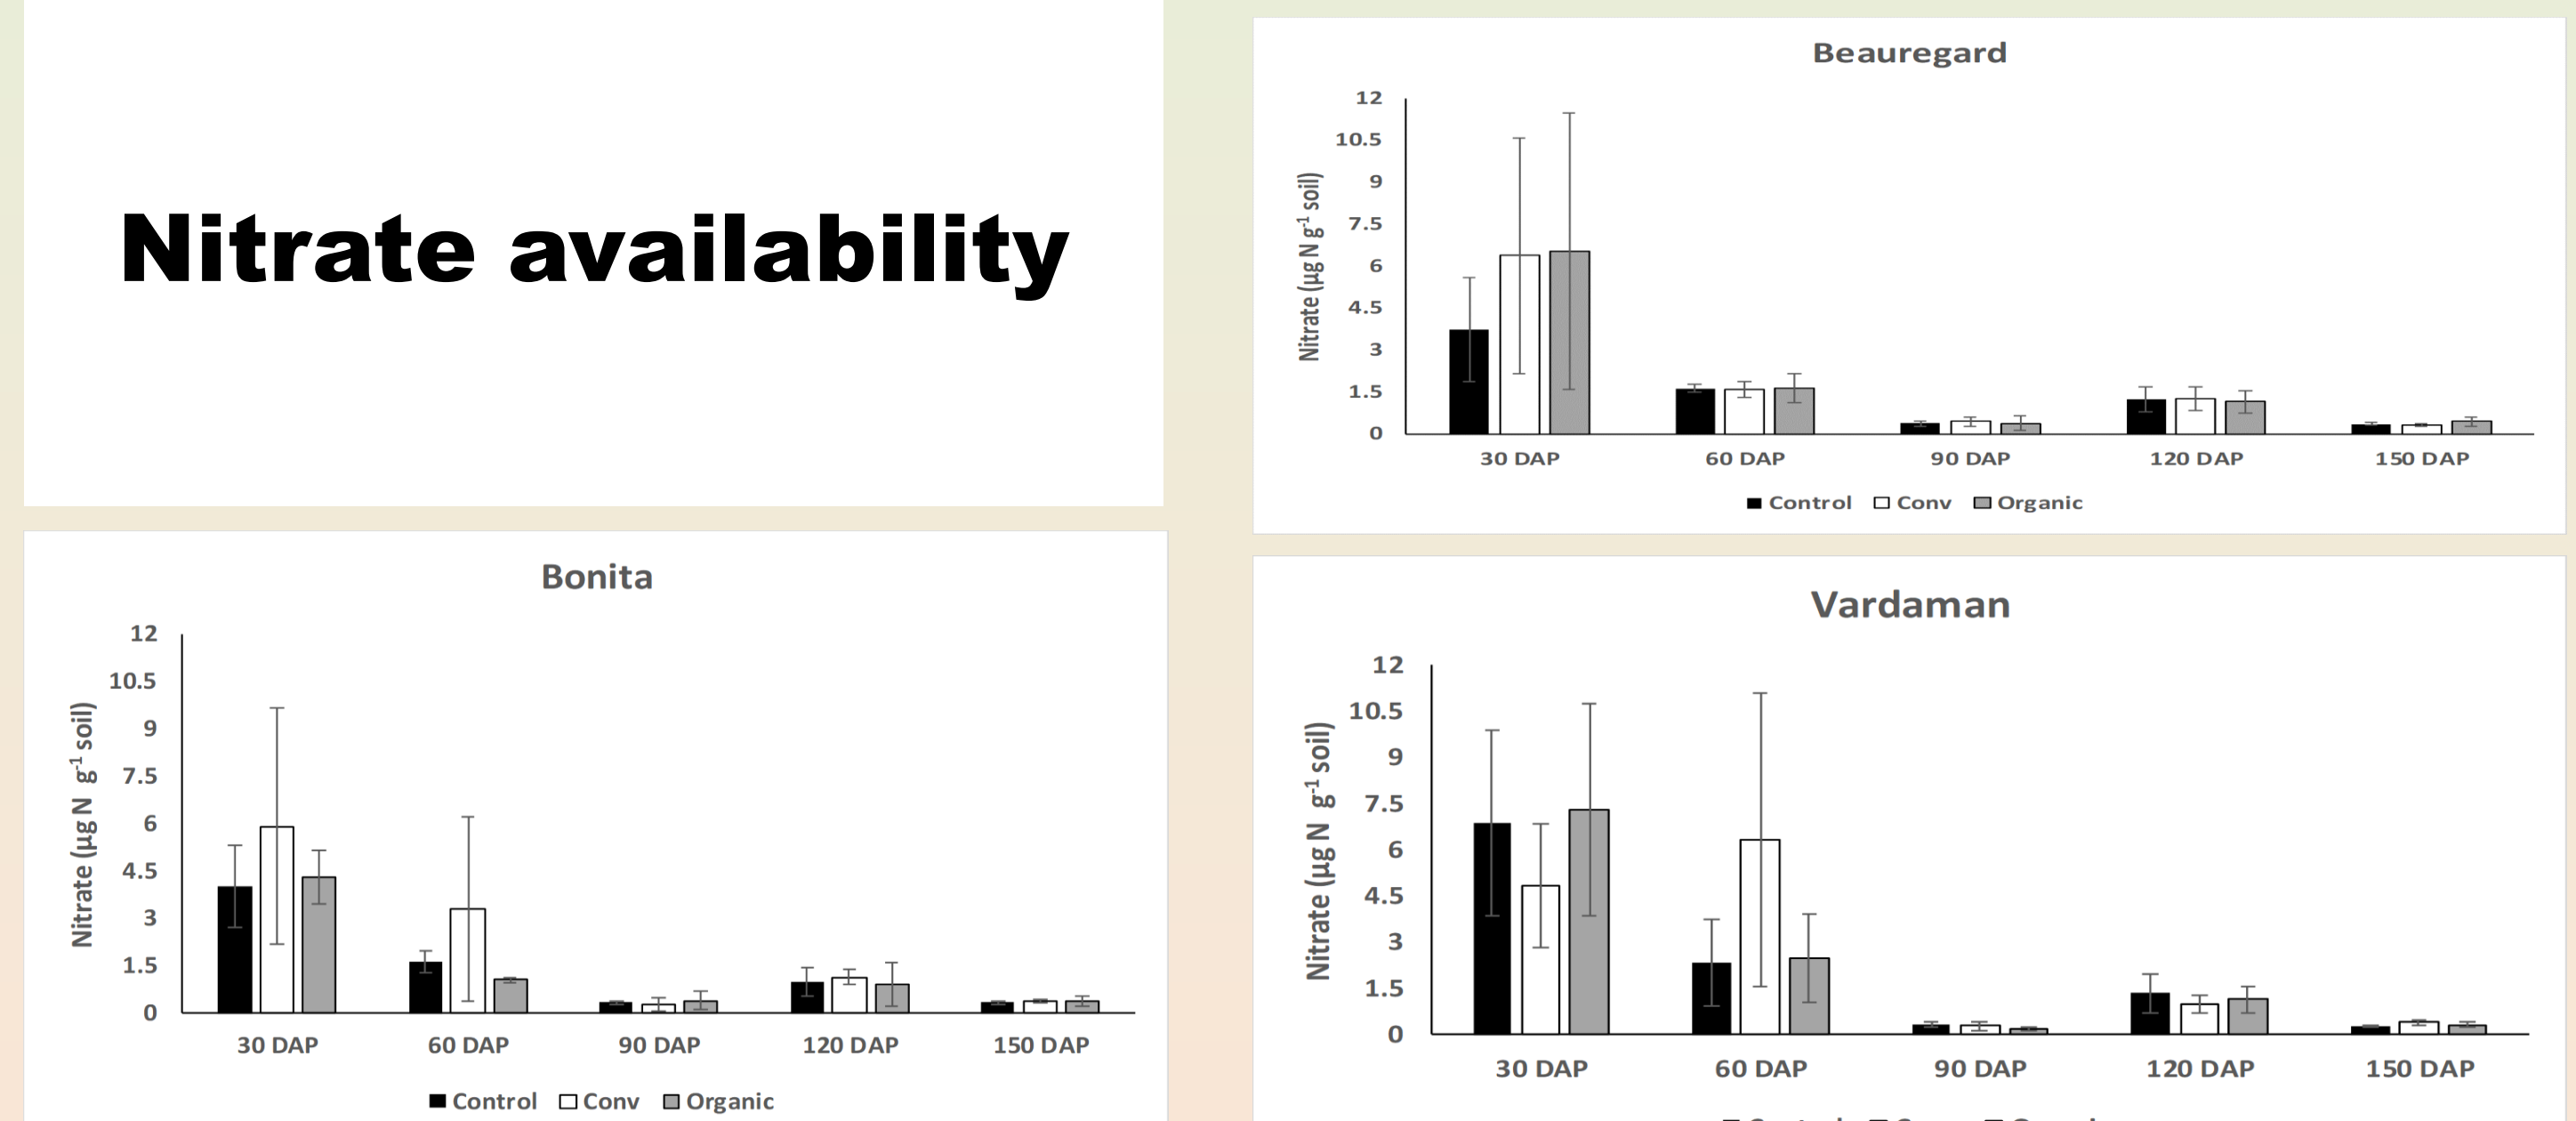 Nitrate availability
Beauregard
Nitrate (µg N g⁻¹ soil)
12
10.5
9
7.5
6
4.5
3
1.5
0
30 DAP 60 DAP 90 DAP 120 DAP 150 DAP
Control Conv Organic
Bonita
Nitrate (µg N g⁻¹ soil)
12
10.5
9
7.5
6
4.5
3
1.5
0
30 DAP 60 DAP 90 DAP 120 DAP 150 DAP
Control Conv Organic
Vardaman
Nitrate (µg N g⁻¹ soil)
12
10.5
9
7.5
6
4.5
3
1.5
0
30 DAP 60 DAP 90 DAP 120 DAP 150 DAP